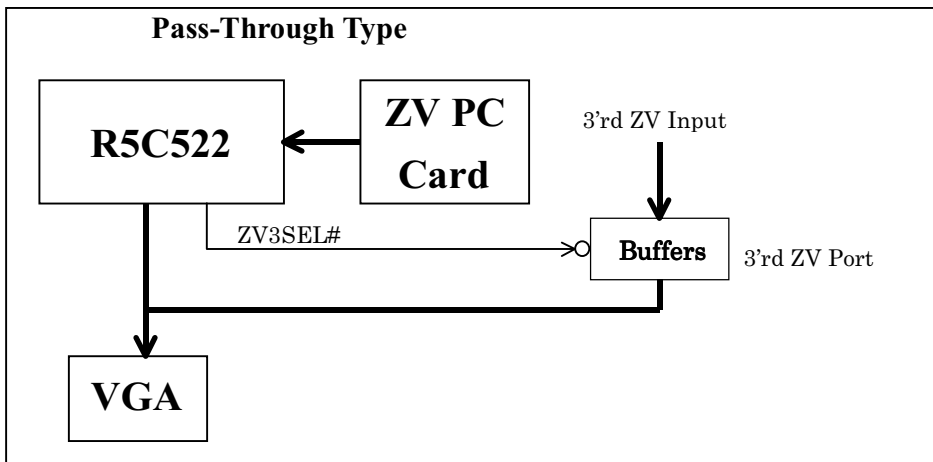 Pass-Through Type
R5C522
ZV PC
Card
3'rd ZV Input
ZV3SEL#
Buffers
3'rd ZV Port
VGA